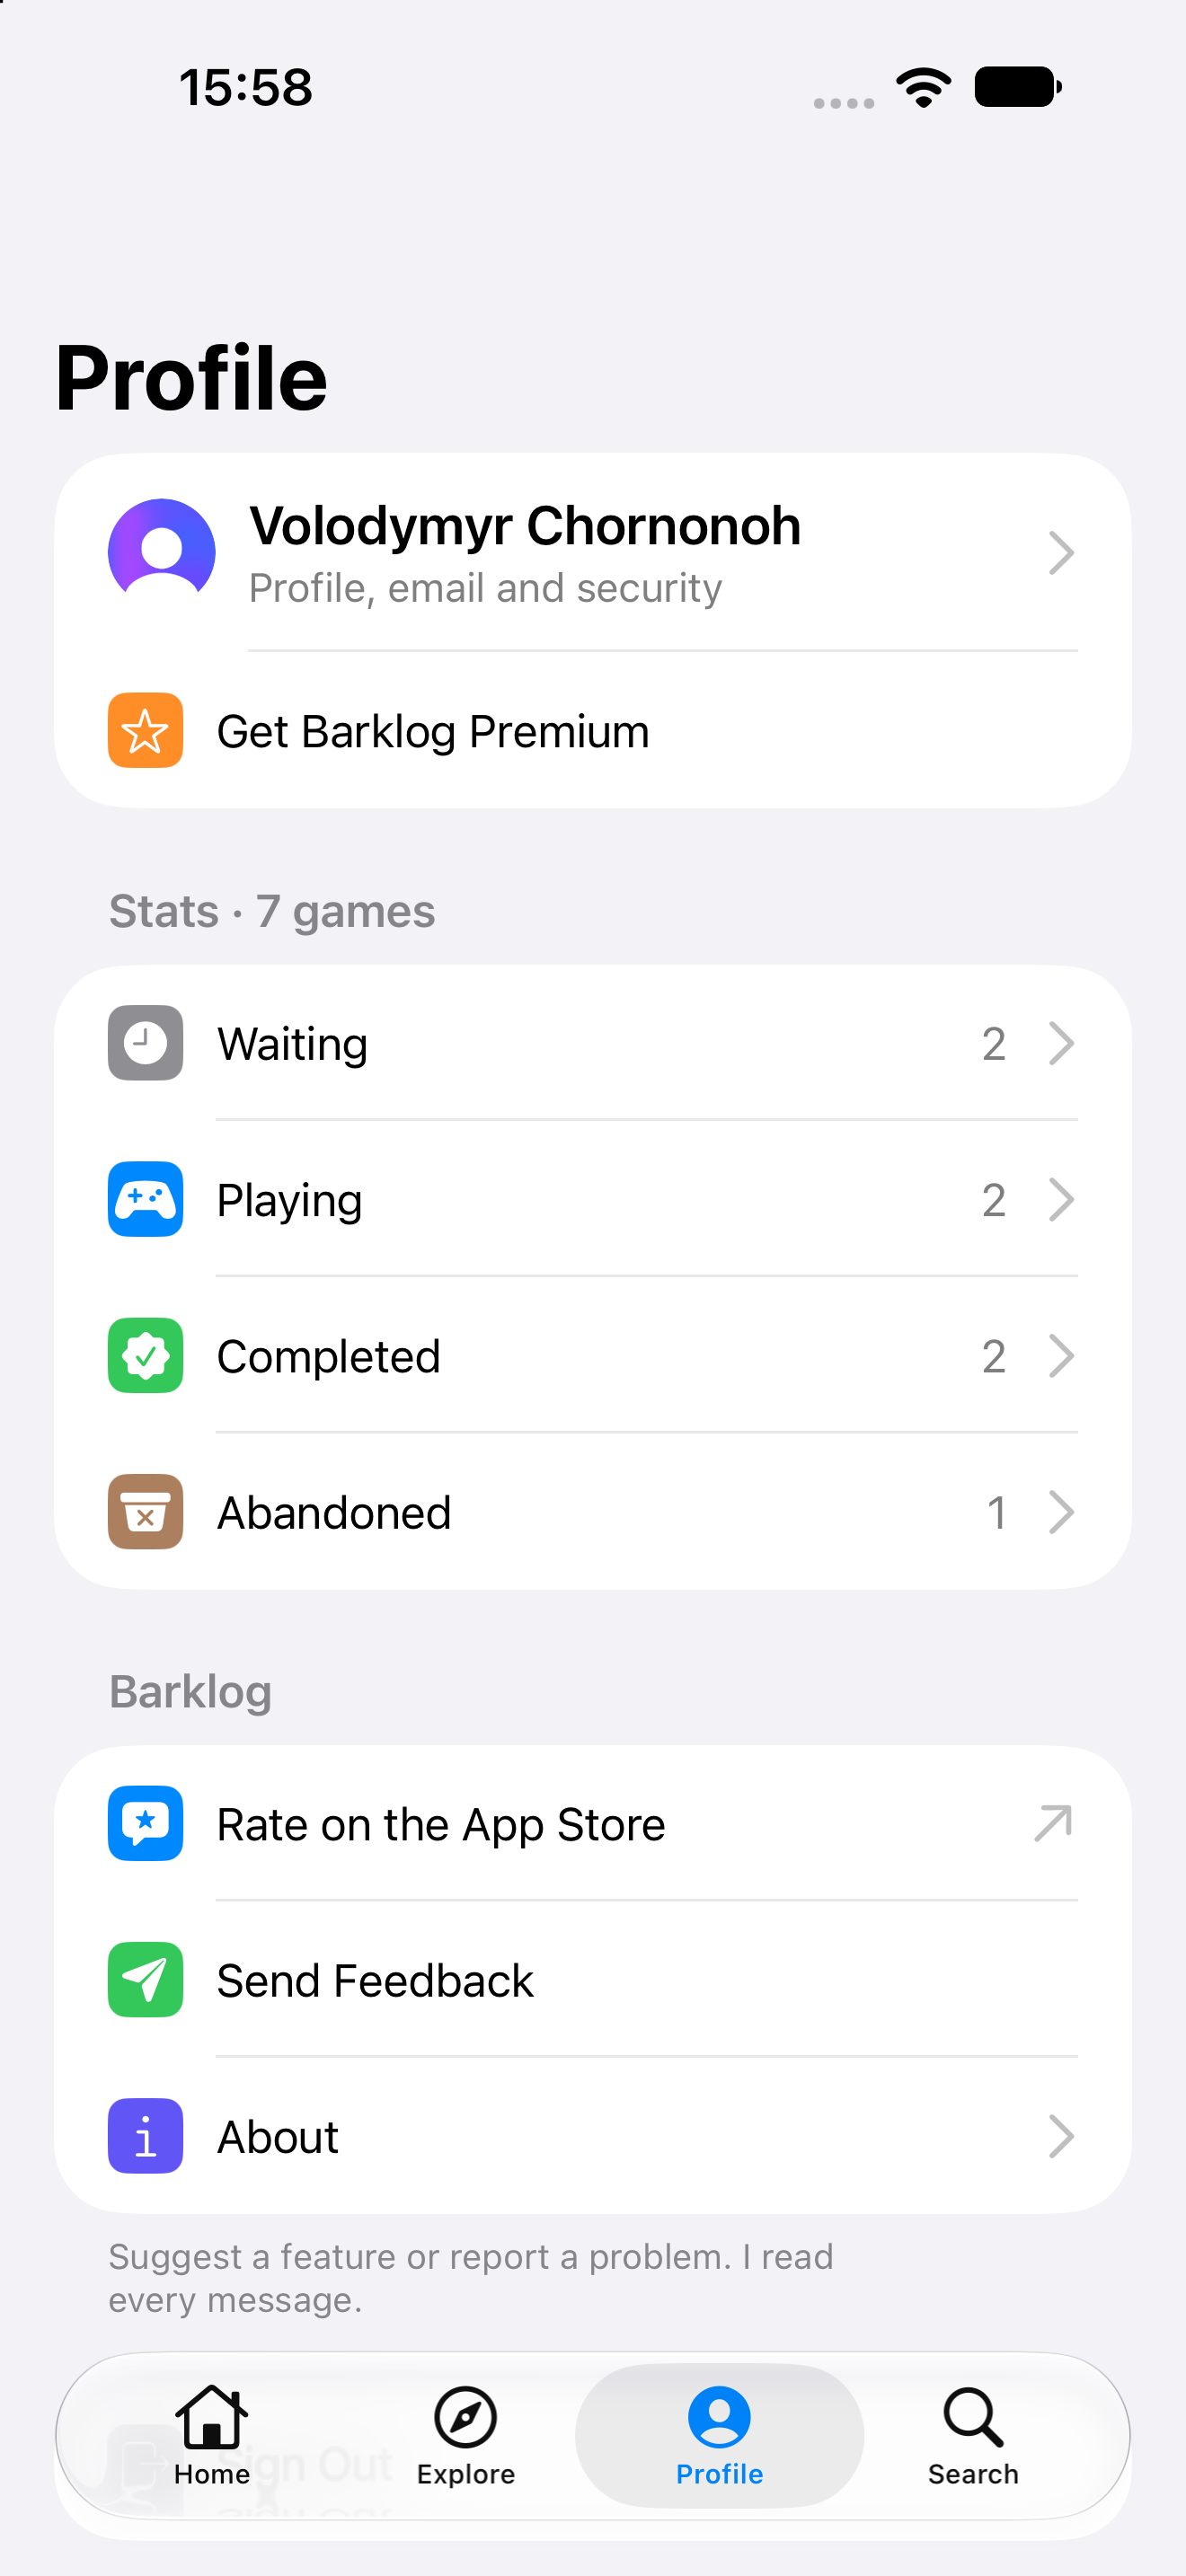 15:58
Profile
Volodymyr Chornonoh
Profile, email and security
Get Barklog Premium
Stats · 7 games
Waiting 2
Playing 2
Completed 2
Abandoned 1
Barklog
Rate on the App Store
Send Feedback
About
Suggest a feature or report a problem. I read
every message.
Sign Out
Home Explore Profile Search